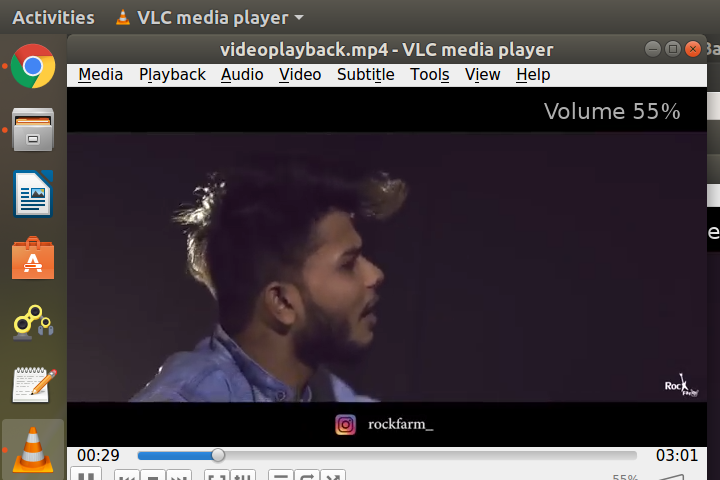 Activities VLC media player
videoplayback.mp4 - VLC media player
Media Playback Audio Video Subtitle Tools View Help
Volume 55%
Rock
rockfarm_
00:29 03:01
55%